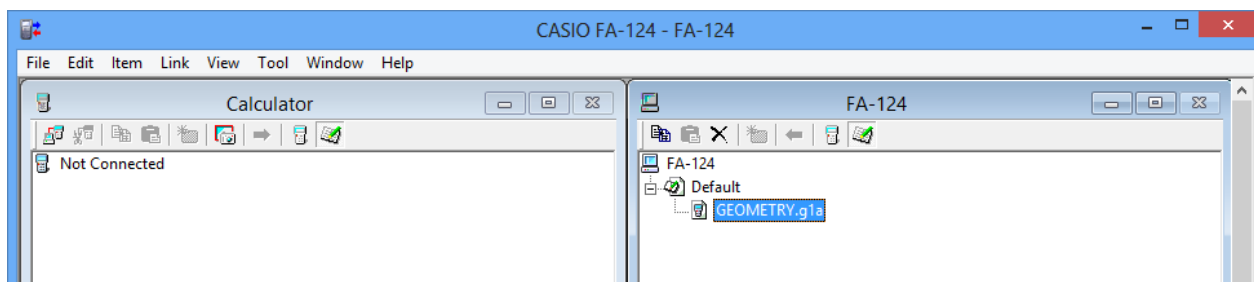 CASIO FA-124 - FA-124
File Edit Item Link View Tool Window Help
Calculator
Not Connected
FA-124
FA-124
Default
GEOMETRY.g1a